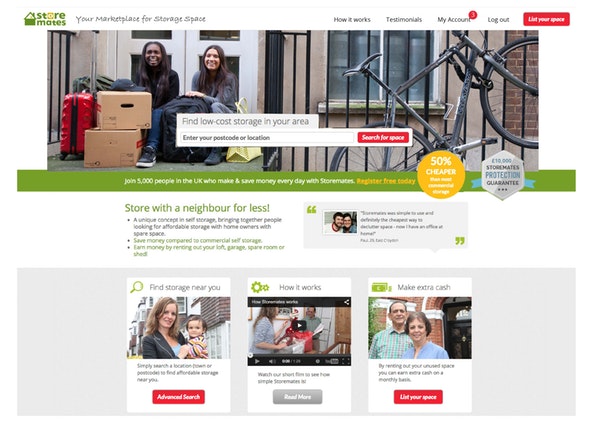 store mates
Your Marketplace for Storage Space
How it works
Testimonials
My Account
3
Log out
List your space
Find low-cost storage in your area
Enter your postcode or location
Search for space
50%
CHEAPER
than most
commercial
storage
£10,000
STOREMATES
PROTECTION
GUARANTEE
Join 5,000 people in the UK who make & save money every day with Storemates. Register free today
Store with a neighbour for less!
A unique concept in self storage, bringing together people
looking for affordable storage with home owners with
spare space.
Save money compared to commercial self storage.
Earn money by renting out your loft, garage, spare room or
shed!
"Storemates was simple to use and
definitely the cheapest way to
declutter space - now I have an office at
home!"
Paul, 29, East Croydon
Find storage near you
Simply search a location (town or
postcode) to find affordable storage
near you.
Advanced Search
How it works
How Storemates works
Watch our short film to see how
simple Storemates is!
Read More
Make extra cash
By renting out your unused space
you can earn extra cash on a
monthly basis.
List your space